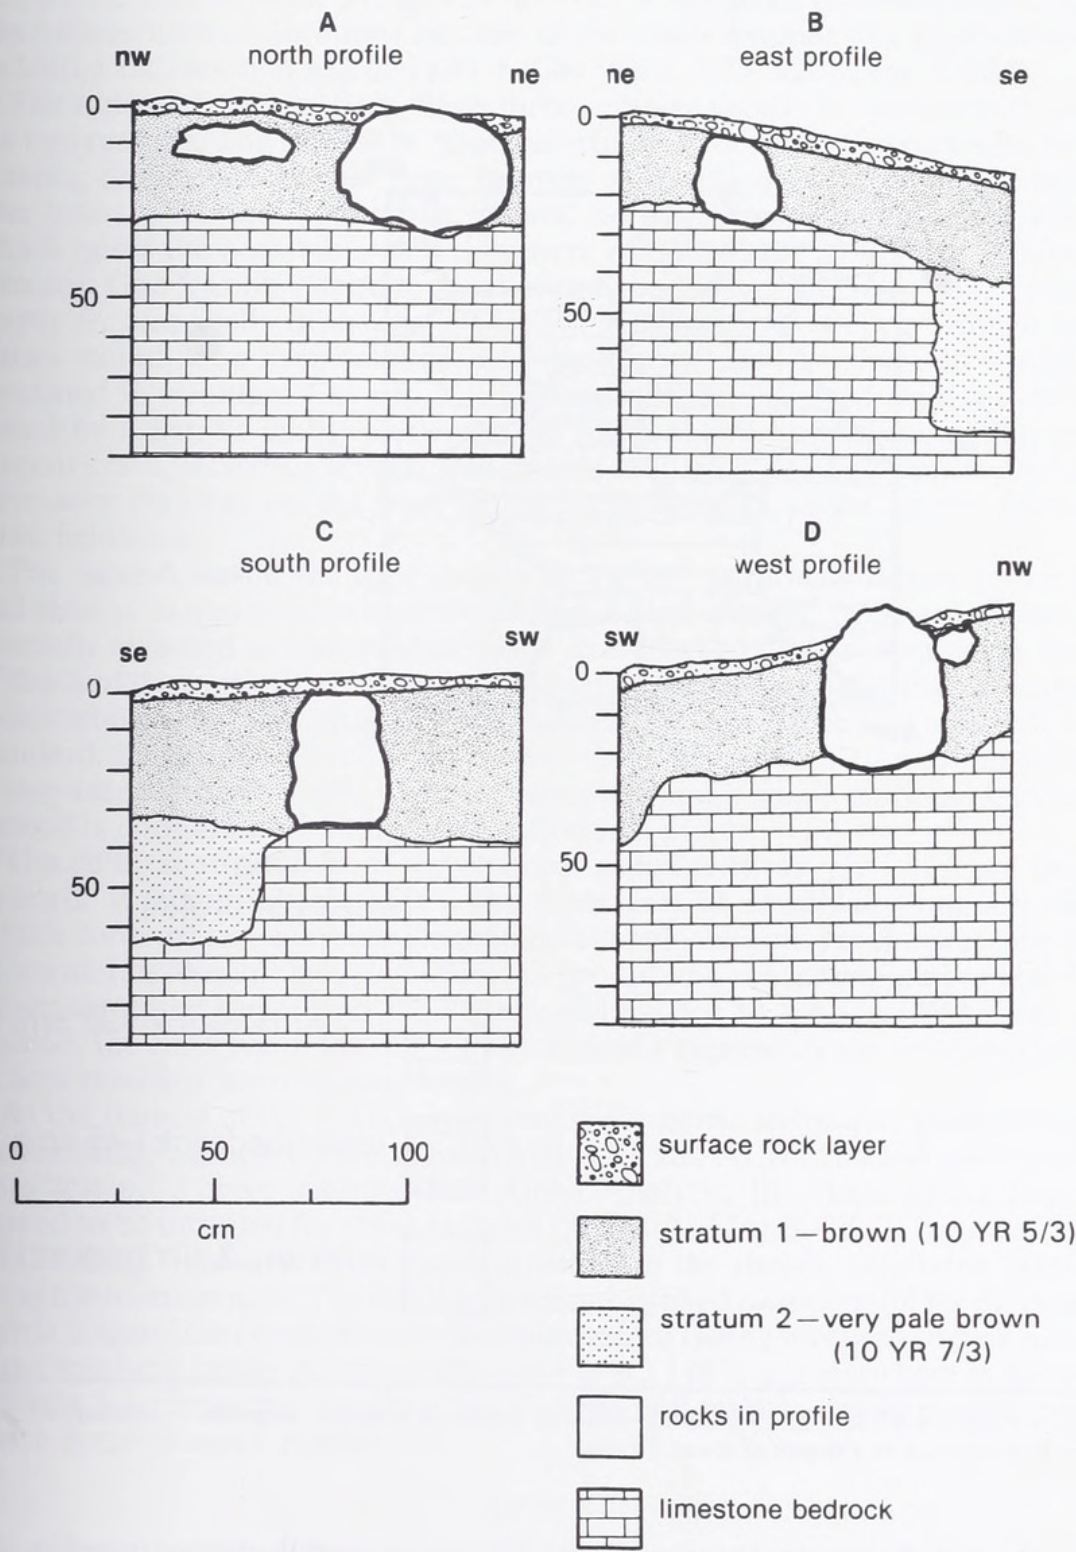 A
north profile
nw
ne
0
50
B
east profile
ne
se
0
50
C
south profile
se
sw
0
50
D
west profile
sw
nw
0
50
0 50 100
cm
surface rock layer
stratum 1—brown (10 YR 5/3)
stratum 2—very pale brown
(10 YR 7/3)
rocks in profile
limestone bedrock